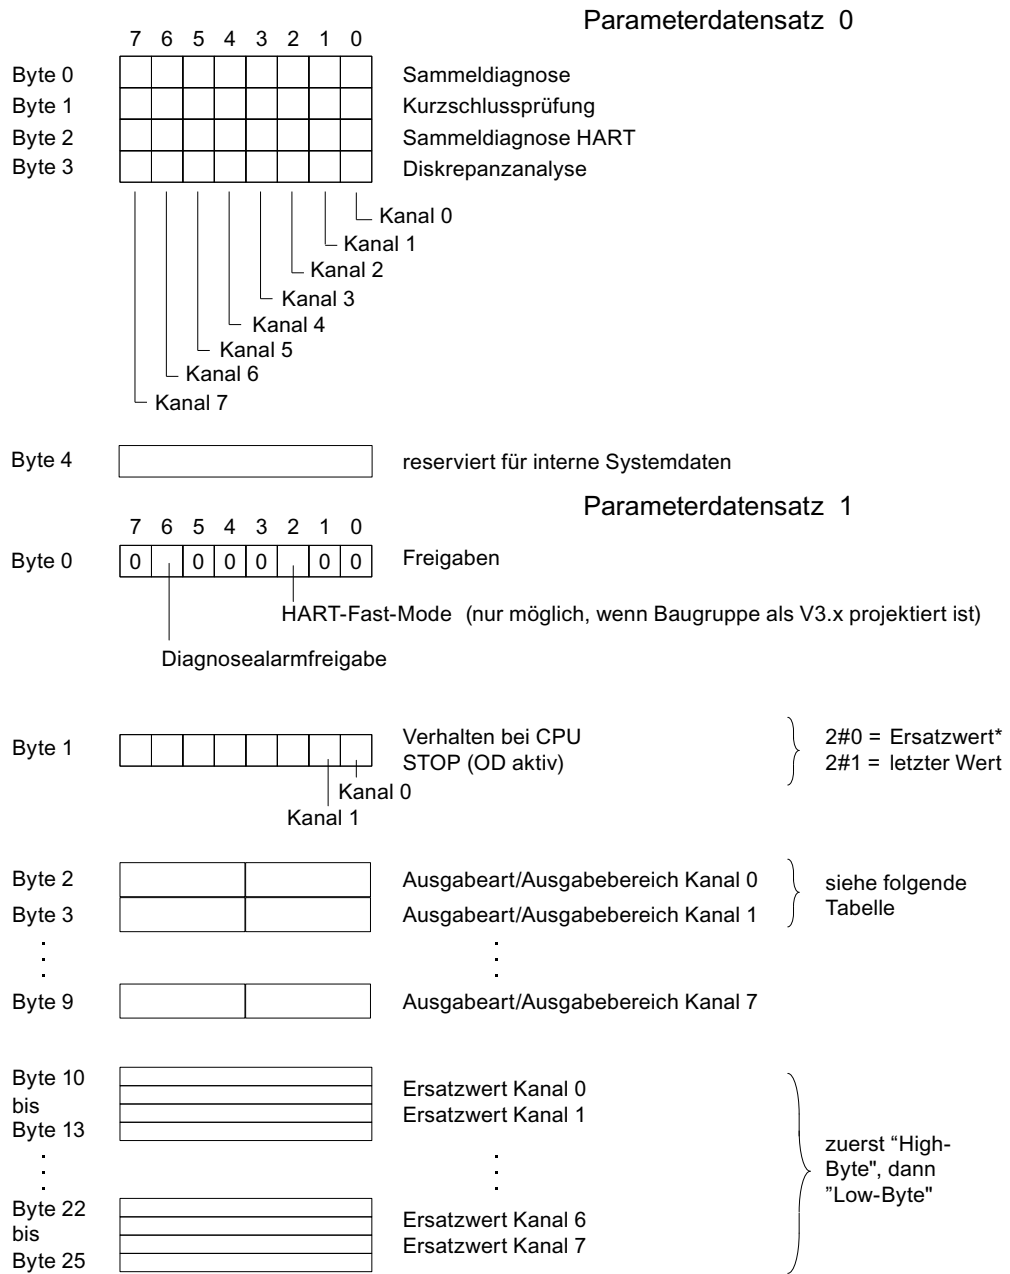 Parameterdatensatz 0
7 6 5 4 3 2 1 0
Byte 0 Sammeldiagnose
Byte 1 Kurzschlussprüfung
Byte 2 Sammeldiagnose HART
Byte 3 Diskrepanzanalyse
Kanal 0
Kanal 1
Kanal 2
Kanal 3
Kanal 4
Kanal 5
Kanal 6
Kanal 7
Byte 4 reserviert für interne Systemdaten
Parameterdatensatz 1
7 6 5 4 3 2 1 0
Byte 0 0 0 0 0 0 0 Freigaben
HART-Fast-Mode (nur möglich, wenn Baugruppe als V3.x projektiert ist)
Diagnosealarmfreigabe
Byte 1 Verhalten bei CPU 2#0 = Ersatzwert*
STOP (OD aktiv) 2#1 = letzter Wert
Kanal 0
Kanal 1
Byte 2 Ausgabeart/Ausgabebereich Kanal 0 siehe folgende
Byte 3 Ausgabeart/Ausgabebereich Kanal 1 Tabelle
Byte 9 Ausgabeart/Ausgabebereich Kanal 7
Byte 10 Ersatzwert Kanal 0
bis Ersatzwert Kanal 1
Byte 13
zuerst “High-
Byte", dann
”Low-Byte"
Byte 22 Ersatzwert Kanal 6
bis Ersatzwert Kanal 7
Byte 25